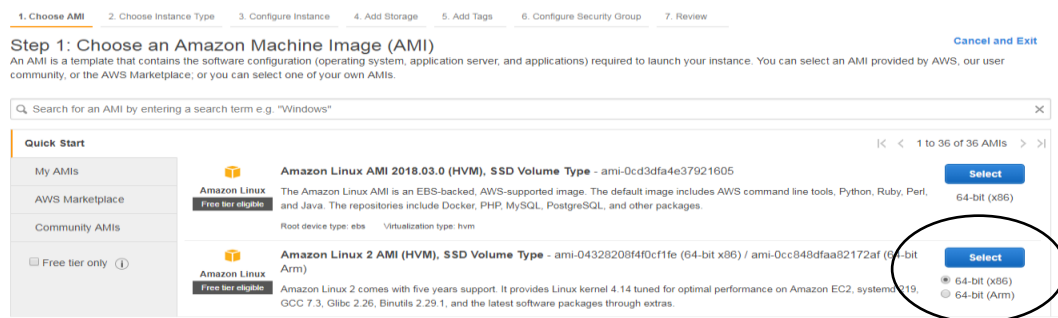 1. Choose AMI 2. Choose Instance Type 3. Configure Instance 4. Add Storage 5. Add Tags 6. Configure Security Group 7. Review
Step 1: Choose an Amazon Machine Image (AMI)
Cancel and Exit
An AMI is a template that contains the software configuration (operating system, application server, and applications) required to launch your instance. You can select an AMI provided by AWS, our user
community, or the AWS Marketplace; or you can select one of your own AMIs.
Search for an AMI by entering a search term e.g. "Windows"
Quick Start
1 to 36 of 36 AMIs
My AMIs
AWS Marketplace
Community AMIs
Free tier only
Amazon Linux
Free tier eligible
Amazon Linux AMI 2018.03.0 (HVM), SSD Volume Type - ami-0cd3dfa4e37921605
The Amazon Linux AMI is an EBS-backed, AWS-supported image. The default image includes AWS command line tools, Python, Ruby, Perl,
and Java. The repositories include Docker, PHP, MySQL, PostgreSQL, and other packages.
Root device type: ebs Virtualization type: hvm
Select
64-bit (x86)
Amazon Linux
Free tier eligible
Amazon Linux 2 AMI (HVM), SSD Volume Type - ami-04328208f4f0cf1fe (64-bit x86) / ami-0cc848dfaa82172af (64-bit
Arm)
Amazon Linux 2 comes with five years support. It provides Linux kernel 4.14 tuned for optimal performance on Amazon EC2, systemd 219,
GCC 7.3, Glibc 2.26, Binutils 2.29.1, and the latest software packages through extras.
Select
64-bit (x86)
64-bit (Arm)